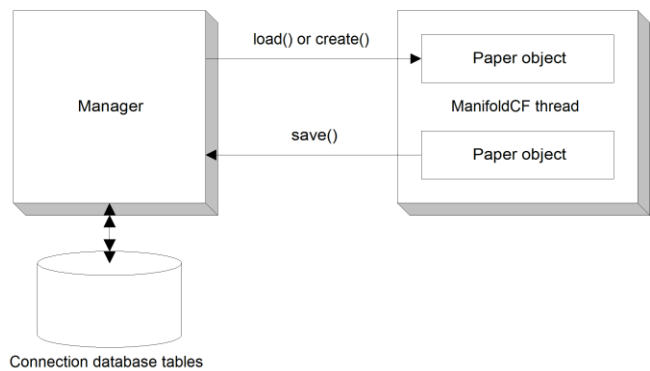 load() or create()
Paper object
Manager
ManifoldCF thread
save()
Paper object
Connection database tables